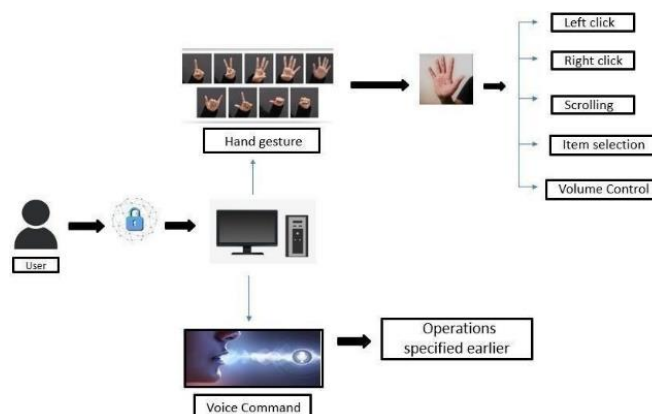 Left click
Right click
Scrolling
Hand gesture
Item selection
Volume Control
User
Operations
specified earlier
Voice Command